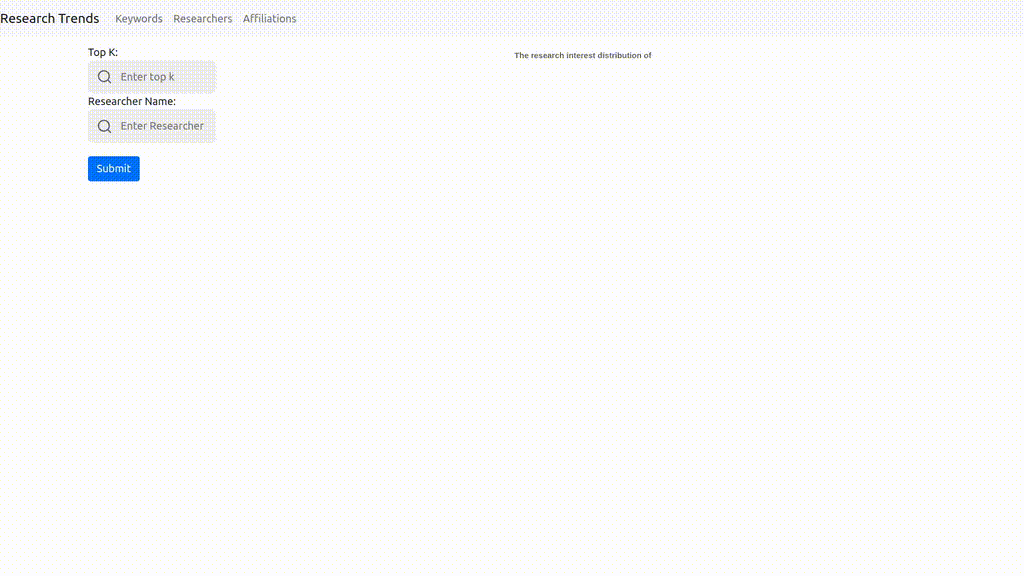 Research Trends Keywords Researchers Affiliations
Top K:
Enter top k
Researcher Name:
Enter Researcher
Submit
The research interest distribution of